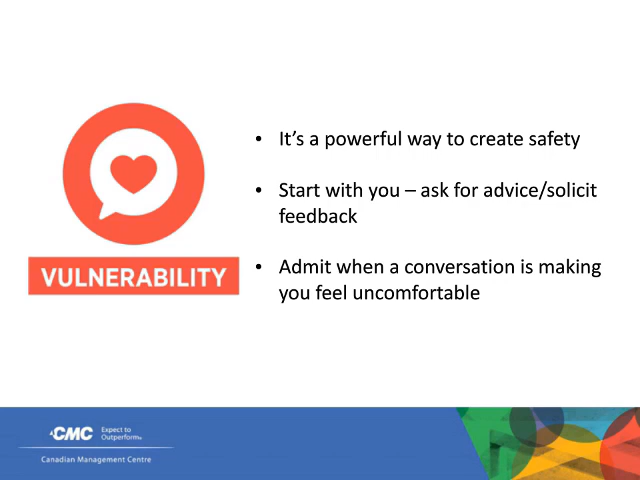 • It’s a powerful way to create safety
• Start with you – ask for advice/solicit
feedback
• Admit when a conversation is making
you feel uncomfortable
VULNERABILITY
CMC
Expect to
Outperform
Canadian Management Centre